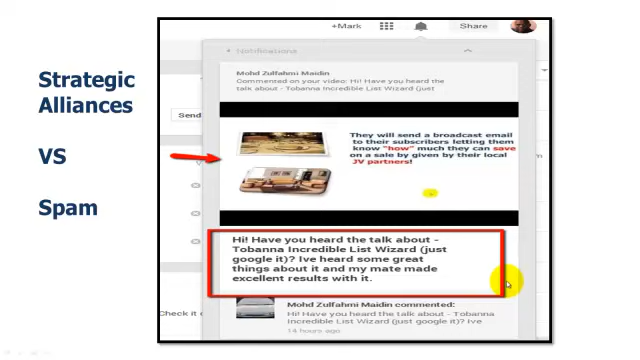 Strategic
Alliances
VS
Spam
+Mark
Share
Notifications
Mohd Zulfahmi Maidin
Commented on your video: Hi! Have you heard the
talk about - Tobanna Incredible List Wizard (just
Send
They will send a broadcast email
to their subscribers letting them
know "how" much they can save
on a sale by given by their local
JV partners!
Hi! Have you heard the talk about -
Tobanna Incredible List Wizard (just
google it)? Ive heard some great
things about it and my mate made
excellent results with it.
Mohd Zulfahmi Maidin commented:
Check it
Hi! Have you heard the talk about -
Tobanna Incredible List Wizard (just
google it)? Ive heard some great
14 hours ago